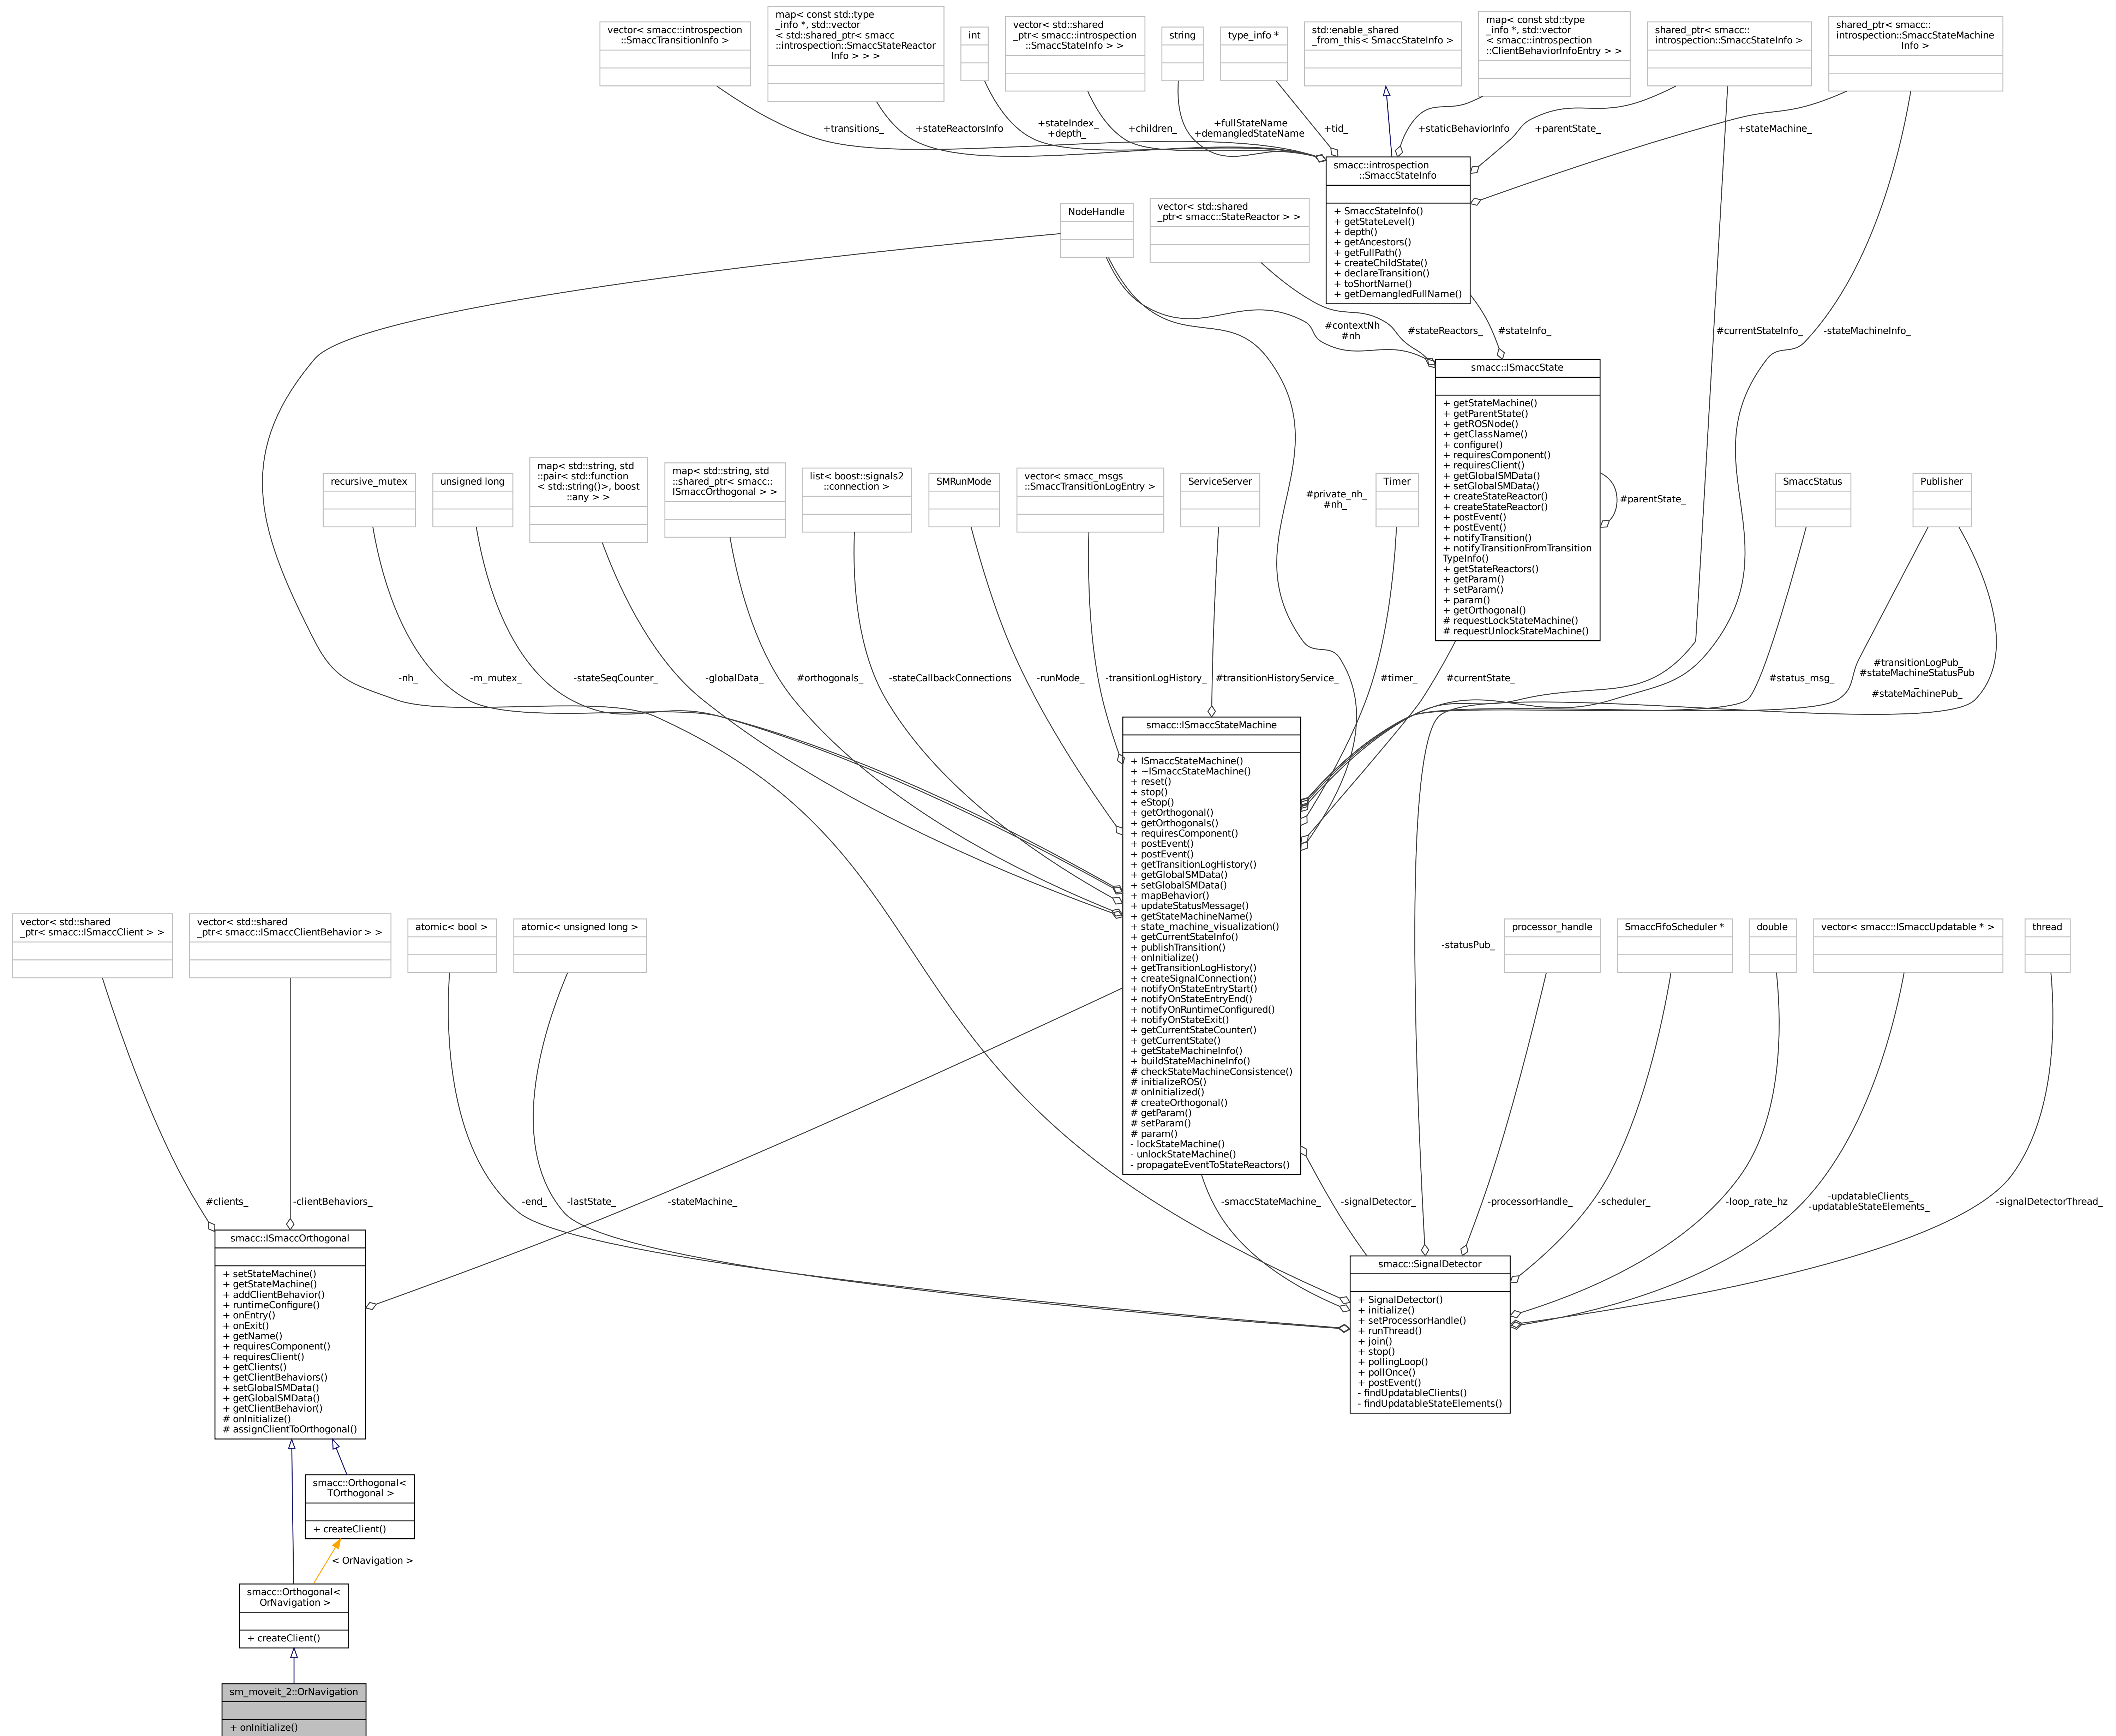 vector< smacc::introspection
::SmaccTransitionInfo >
map< const std::type
_info *, std::vector
< std::shared_ptr< smacc
::introspection::SmaccStateReactor
Info > > >
int
vector< std::shared
_ptr< smacc::introspection
::SmaccStateInfo > >
string
type_info *
std::enable_shared
_from_this< SmaccStateInfo >
map< const std::type
_info *, std::vector
< smacc::introspection
::ClientBehaviorInfoEntry > >
shared_ptr< smacc::
introspection::SmaccStateInfo >
shared_ptr< smacc::
introspection::SmaccStateMachine
Info >
+transitions_
+stateReactorsInfo
+stateIndex_
+depth_
+children_
+fullStateName
+demangledStateName
+tid_
+staticBehaviorInfo
+parentState_
+stateMachine_
smacc::introspection
::SmaccStateInfo
+ SmaccStateInfo()
+ getStateLevel()
+ depth()
+ getAncestors()
+ getFullPath()
+ createChildState()
+ declareTransition()
+ toShortName()
+ getDemangledFullName()
NodeHandle
vector< std::shared
_ptr< smacc::StateReactor > >
#contextNh
#nh
#stateReactors_
#stateInfo_
#currentStateInfo_
-stateMachineInfo_
smacc::ISmaccState
+ getStateMachine()
+ getParentState()
+ getROSNode()
+ getClassName()
+ configure()
+ requiresComponent()
+ requiresClient()
+ getGlobalSMData()
+ setGlobalSMData()
+ createStateReactor()
+ createStateReactor()
+ postEvent()
+ postEvent()
+ notifyTransition()
+ notifyTransitionFromTransition
TypeInfo()
+ getStateReactors()
+ getParam()
+ setParam()
+ param()
+ getOrthogonal()
# requestLockStateMachine()
# requestUnlockStateMachine()
#parentState_
recursive_mutex
unsigned long
map< std::string, std
::pair< std::function
< std::string()>, boost
::any > >
map< std::string, std
::shared_ptr< smacc::
ISmaccOrthogonal > >
list< boost::signals2
::connection >
SMRunMode
vector< smacc_msgs
::SmaccTransitionLogEntry >
ServiceServer
#private_nh_
#nh_
Timer
SmaccStatus
Publisher
-nh_
-m_mutex_
-stateSeqCounter_
-globalData_
#orthogonals_
-stateCallbackConnections
-runMode_
-transitionLogHistory_
#transitionHistoryService_
#timer_
#currentState_
#status_msg_
#transitionLogPub_
#stateMachineStatusPub
_
#stateMachinePub_
smacc::ISmaccStateMachine
+ ISmaccStateMachine()
+ ~ISmaccStateMachine()
+ reset()
+ stop()
+ eStop()
+ getOrthogonal()
+ getOrthogonals()
+ requiresComponent()
+ postEvent()
+ postEvent()
+ getTransitionLogHistory()
+ getGlobalSMData()
+ setGlobalSMData()
+ mapBehavior()
+ updateStatusMessage()
+ getStateMachineName()
+ state_machine_visualization()
+ getCurrentStateInfo()
+ publishTransition()
+ onInitialize()
+ getTransitionLogHistory()
+ createSignalConnection()
+ notifyOnStateEntryStart()
+ notifyOnStateEntryEnd()
+ notifyOnRuntimeConfigured()
+ notifyOnStateExit()
+ getCurrentStateCounter()
+ getCurrentState()
+ getStateMachineInfo()
+ buildStateMachineInfo()
# checkStateMachineConsistence()
# initializeROS()
# onInitialized()
# createOrthogonal()
# getParam()
# setParam()
# param()
- lockStateMachine()
- unlockStateMachine()
- propagateEventToStateReactors()
vector< std::shared
_ptr< smacc::ISmaccClient > >
vector< std::shared
_ptr< smacc::ISmaccClientBehavior > >
atomic< bool >
atomic< unsigned long >
-statusPub_
processor_handle
SmaccFifoScheduler *
double
vector< smacc::ISmaccUpdatable * >
thread
#clients_
-clientBehaviors_
-end_
-lastState_
-stateMachine_
-smaccStateMachine_
-signalDetector_
-processorHandle_
-scheduler_
-loop_rate_hz
-updatableClients_
-updatableStateElements_
-signalDetectorThread_
smacc::ISmaccOrthogonal
+ setStateMachine()
+ getStateMachine()
+ addClientBehavior()
+ runtimeConfigure()
+ onEntry()
+ onExit()
+ getName()
+ requiresComponent()
+ requiresClient()
+ getClients()
+ getClientBehaviors()
+ setGlobalSMData()
+ getGlobalSMData()
+ getClientBehavior()
# onInitialize()
# assignClientToOrthogonal()
smacc::SignalDetector
+ SignalDetector()
+ initialize()
+ setProcessorHandle()
+ runThread()
+ join()
+ stop()
+ pollingLoop()
+ pollOnce()
+ postEvent()
- findUpdatableClients()
- findUpdatableStateElements()
smacc::Orthogonal<
TOrthogonal >
+ createClient()
< OrNavigation >
smacc::Orthogonal<
OrNavigation >
+ createClient()
sm_moveit_2::OrNavigation
+ onInitialize()